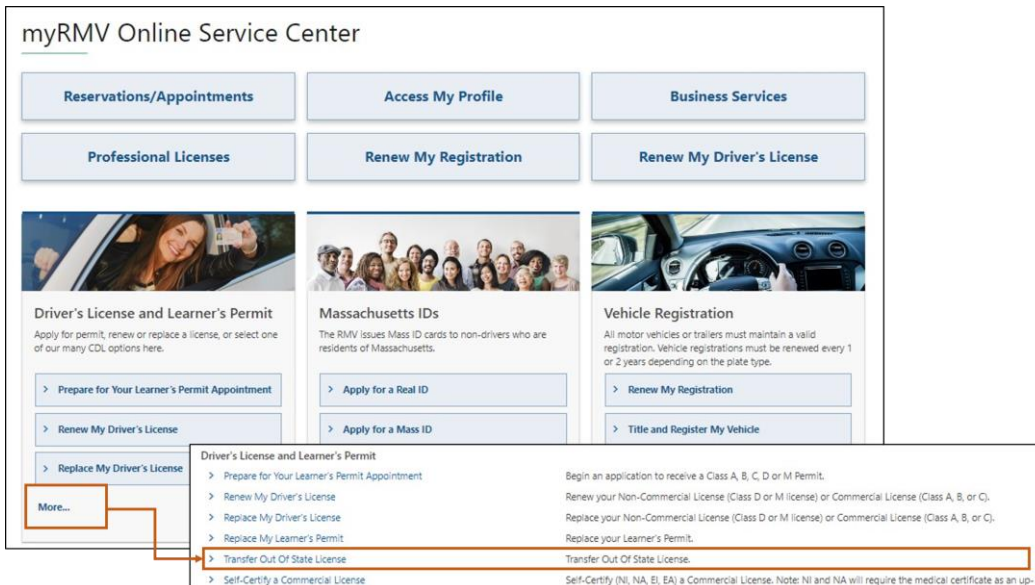 myRMV Online Service Center
Reservations/Appointments
Access My Profile
Business Services
Professional Licenses
Renew My Registration
Renew My Driver's License
Driver's License and Learner's Permit
Apply for permit, renew or replace a license, or select one
of our many CDL options here.
> Prepare for Your Learner's Permit Appointment
> Renew My Driver's License
> Replace My Driver's License
More...
Massachusetts IDs
The RMV issues Mass ID cards to non-drivers who are
residents of Massachusetts.
> Apply for a Real ID
> Apply for a Mass ID
Vehicle Registration
All motor vehicles or trailers must maintain a valid
registration. Vehicle registrations must be renewed every 1
or 2 years depending on the plate type.
> Renew My Registration
> Title and Register My Vehicle
Driver's License and Learner's Permit
> Prepare for Your Learner's Permit Appointment Begin an application to receive a Class A, B, C, D or M Permit.
> Renew My Driver's License Renew your Non-Commercial License (Class D or M license) or Commercial License (Class A, B, or C).
> Replace My Driver's License Replace your Non-Commercial License (Class D or M license) or Commercial License (Class A, B, or C).
> Replace My Learner's Permit Replace your Learner's Permit.
> Transfer Out Of State License Transfer Out Of State License.
> Self-Certify a Commercial License Self-Certify (NI, NA, EI, EA) a Commercial License. Note: NI and NA will require the medical certificate as an up-